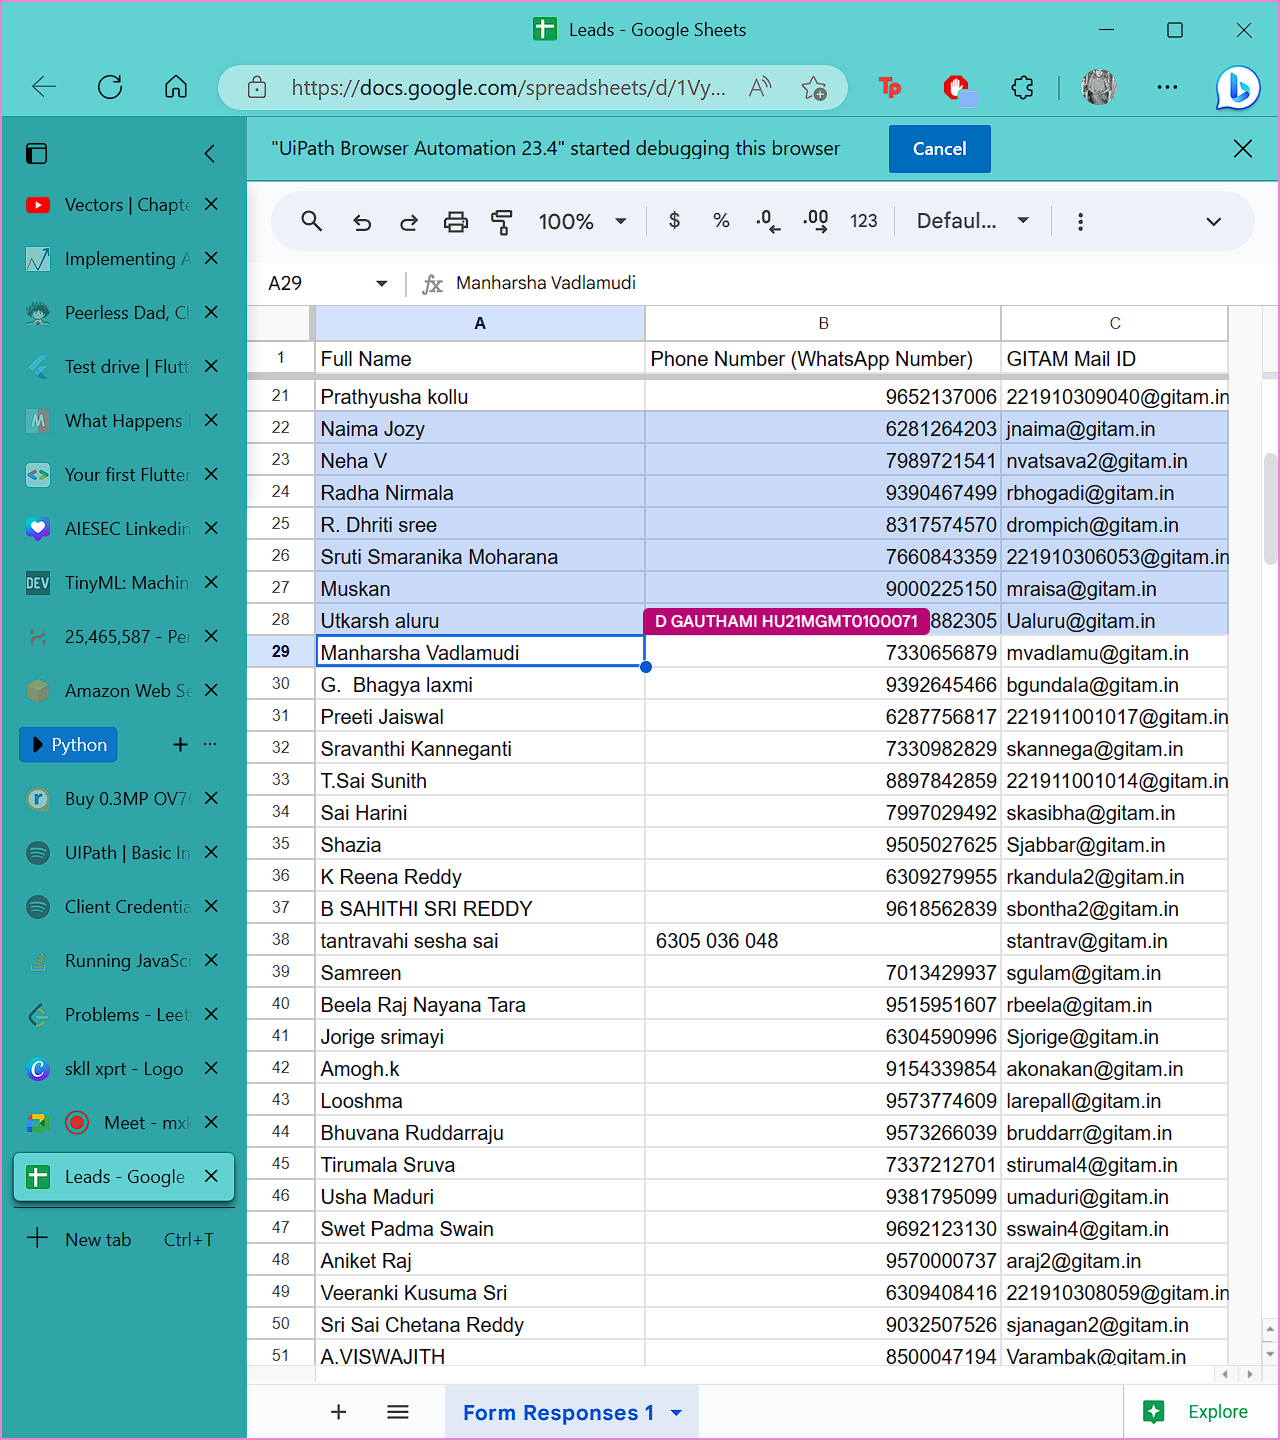 Leads - Google Sheets
https://docs.google.com/spreadsheets/d/1Vy...
"UiPath Browser Automation 23.4" started debugging this browser
Cancel
Vectors | Chapte
Implementing A
Peerless Dad, Ch
Test drive | Flutt
What Happens
Your first Flutter
AIESEC Linkedin
TinyML: Machin
25,465,587 - Per
Amazon Web Se
Python
Buy 0.3MP OV7
UIPath | Basic In
Client Credentia
Running JavaScr
Problems - Leet
skll xprt - Logo
Meet - mxk
Leads - Google
New tab Ctrl+T
100% $ % .0 .00 123 Defaul...
A29 fx Manharsha Vadlamudi
A B C
1 Full Name Phone Number (WhatsApp Number) GITAM Mail ID
21 Prathyusha kollu 9652137006 221910309040@gitam.in
22 Naima Jozy 6281264203 jnaima@gitam.in
23 Neha V 7989721541 nvatsava2@gitam.in
24 Radha Nirmala 9390467499 rbhogadi@gitam.in
25 R. Dhriti sree 8317574570 drompich@gitam.in
26 Sruti Smaranika Moharana 7660843359 221910306053@gitam.in
27 Muskan 9000225150 mraisa@gitam.in
28 Utkarsh aluru D GAUTHAMI HU21MGMT0100071 882305 Ualuru@gitam.in
29 Manharsha Vadlamudi 7330656879 mvadlamu@gitam.in
30 G.  Bhagya laxmi 9392645466 bgundala@gitam.in
31 Preeti Jaiswal 6287756817 221911001017@gitam.in
32 Sravanthi Kanneganti 7330982829 skannega@gitam.in
33 T.Sai Sunith 8897842859 221911001014@gitam.in
34 Sai Harini 7997029492 skasibha@gitam.in
35 Shazia 9505027625 Sjabbar@gitam.in
36 K Reena Reddy 6309279955 rkandula2@gitam.in
37 B SAHITHI SRI REDDY 9618562839 sbontha2@gitam.in
38 tantravahi sesha sai 6305 036 048 stantrav@gitam.in
39 Samreen 7013429937 sgulam@gitam.in
40 Beela Raj Nayana Tara 9515951607 rbeela@gitam.in
41 Jorige srimayi 6304590996 Sjorige@gitam.in
42 Amogh.k 9154339854 akonakan@gitam.in
43 Looshma 9573774609 larepall@gitam.in
44 Bhuvana Ruddarraju 9573266039 bruddarr@gitam.in
45 Tirumala Sruva 7337212701 stirumal4@gitam.in
46 Usha Maduri 9381795099 umaduri@gitam.in
47 Swet Padma Swain 9692123130 sswain4@gitam.in
48 Aniket Raj 9570000737 araj2@gitam.in
49 Veeranki Kusuma Sri 6309408416 221910308059@gitam.in
50 Sri Sai Chetana Reddy 9032507526 sjanagan2@gitam.in
51 A.VISWAJITH 8500047194 Varambak@gitam.in
Form Responses 1
Explore